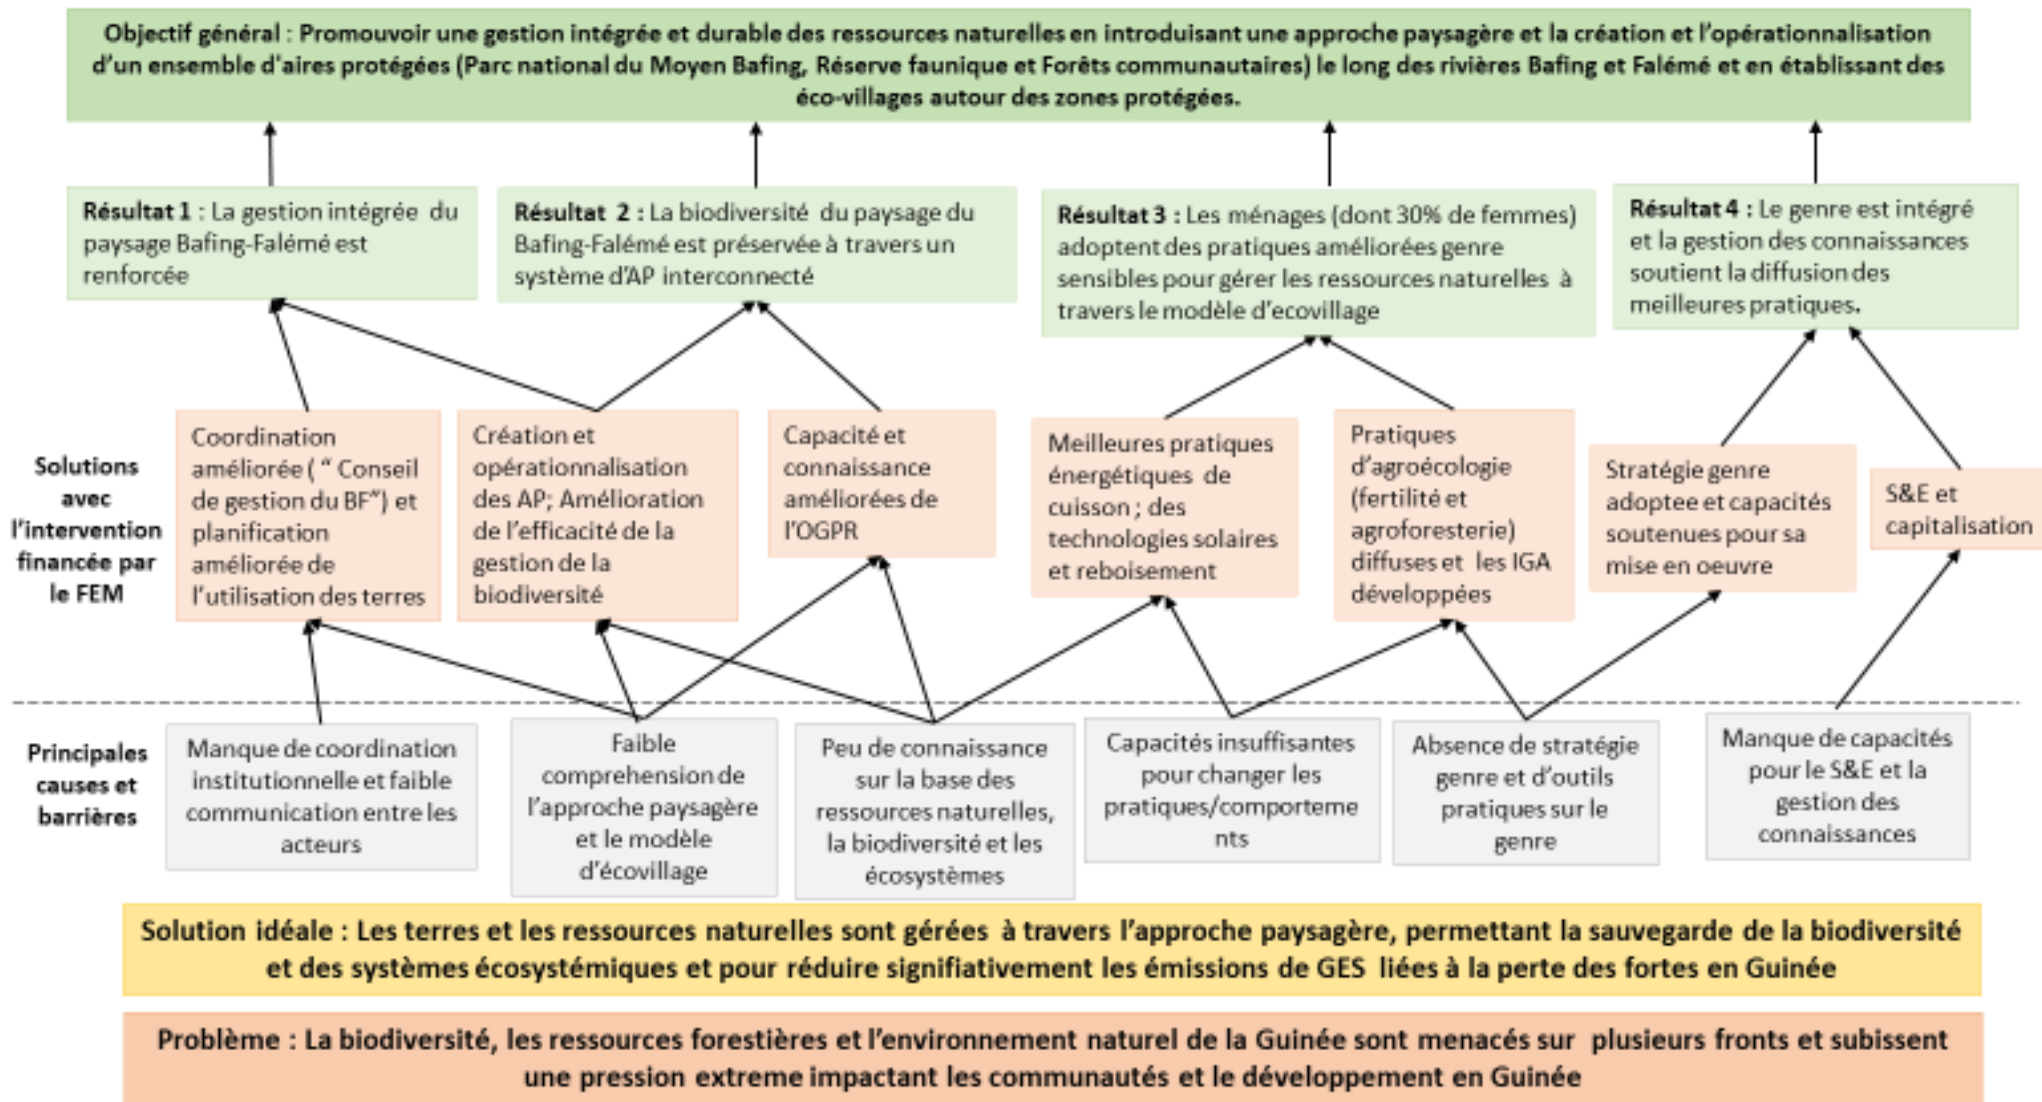 Objectif général : Promouvoir une gestion intégrée et durable des ressources naturelles en introduisant une approche paysagère et la création et l'opérationnalisation
d'un ensemble d'aires protégées (Parc national du Moyen Bafing, Réserve faunique et Forêts communautaires) le long des rivières Bafing et Falémé et en établissant des
éco-villages autour des zones protégées.
Résultat 1 : La gestion intégrée du
paysage Bafing-Falémé est
renforcée
Résultat 2 : La biodiversité du paysage du
Bafing-Falémé est préservée à travers un
système d'AP interconnecté
Résultat 3 : Les ménages (dont 30% de femmes)
adoptent des pratiques améliorées genre
sensibles pour gérer les ressources naturelles à
travers le modèle d'ecovillage
Résultat 4 : Le genre est intégré
et la gestion des connaissances
soutient la diffusion des
meilleures pratiques.
Solutions
avec
l'intervention
financée par
le FEM
Coordination
améliorée ( " Conseil
de gestion du BF") et
planification
améliorée de
l'utilisation des terres
Création et
opérationnalisation
des AP; Amélioration
de l'efficacité de la
gestion de la
biodiversité
Capacité et
connaissance
améliorées de
l'OGPR
Meilleures pratiques
énergétiques de
cuisson ; des
technologies solaires
et reboisement
Pratiques
d'agroécologie
(fertilité et
agroforesterie)
diffuses et les IGA
développées
Stratégie genre
adoptee et capacités
soutenues pour sa
mise en oeuvre
S&E et
capitalisation
Principales
causes et
barrières
Manque de coordination
institutionnelle et faible
communication entre les
acteurs
Faible
comprehension de
l'approche paysagère
et le modèle
d'écovillage
Peu de connaissance
sur la base des
ressources naturelles,
la biodiversité et les
écosystèmes
Capacités insuffisantes
pour changer les
pratiques/comporteme
nts
Absence de stratégie
genre et d'outils
pratiques sur le
genre
Manque de capacités
pour le S&E et la
gestion des
connaissances
Solution idéale : Les terres et les ressources naturelles sont gérées à travers l'approche paysagère, permettant la sauvegarde de la biodiversité
et des systèmes écosystémiques et pour réduire signifiativement les émissions de GES liées à la perte des fortes en Guinée
Problème : La biodiversité, les ressources forestières et l'environnement naturel de la Guinée sont menacés sur plusieurs fronts et subissent
une pression extreme impactant les communautés et le développement en Guinée